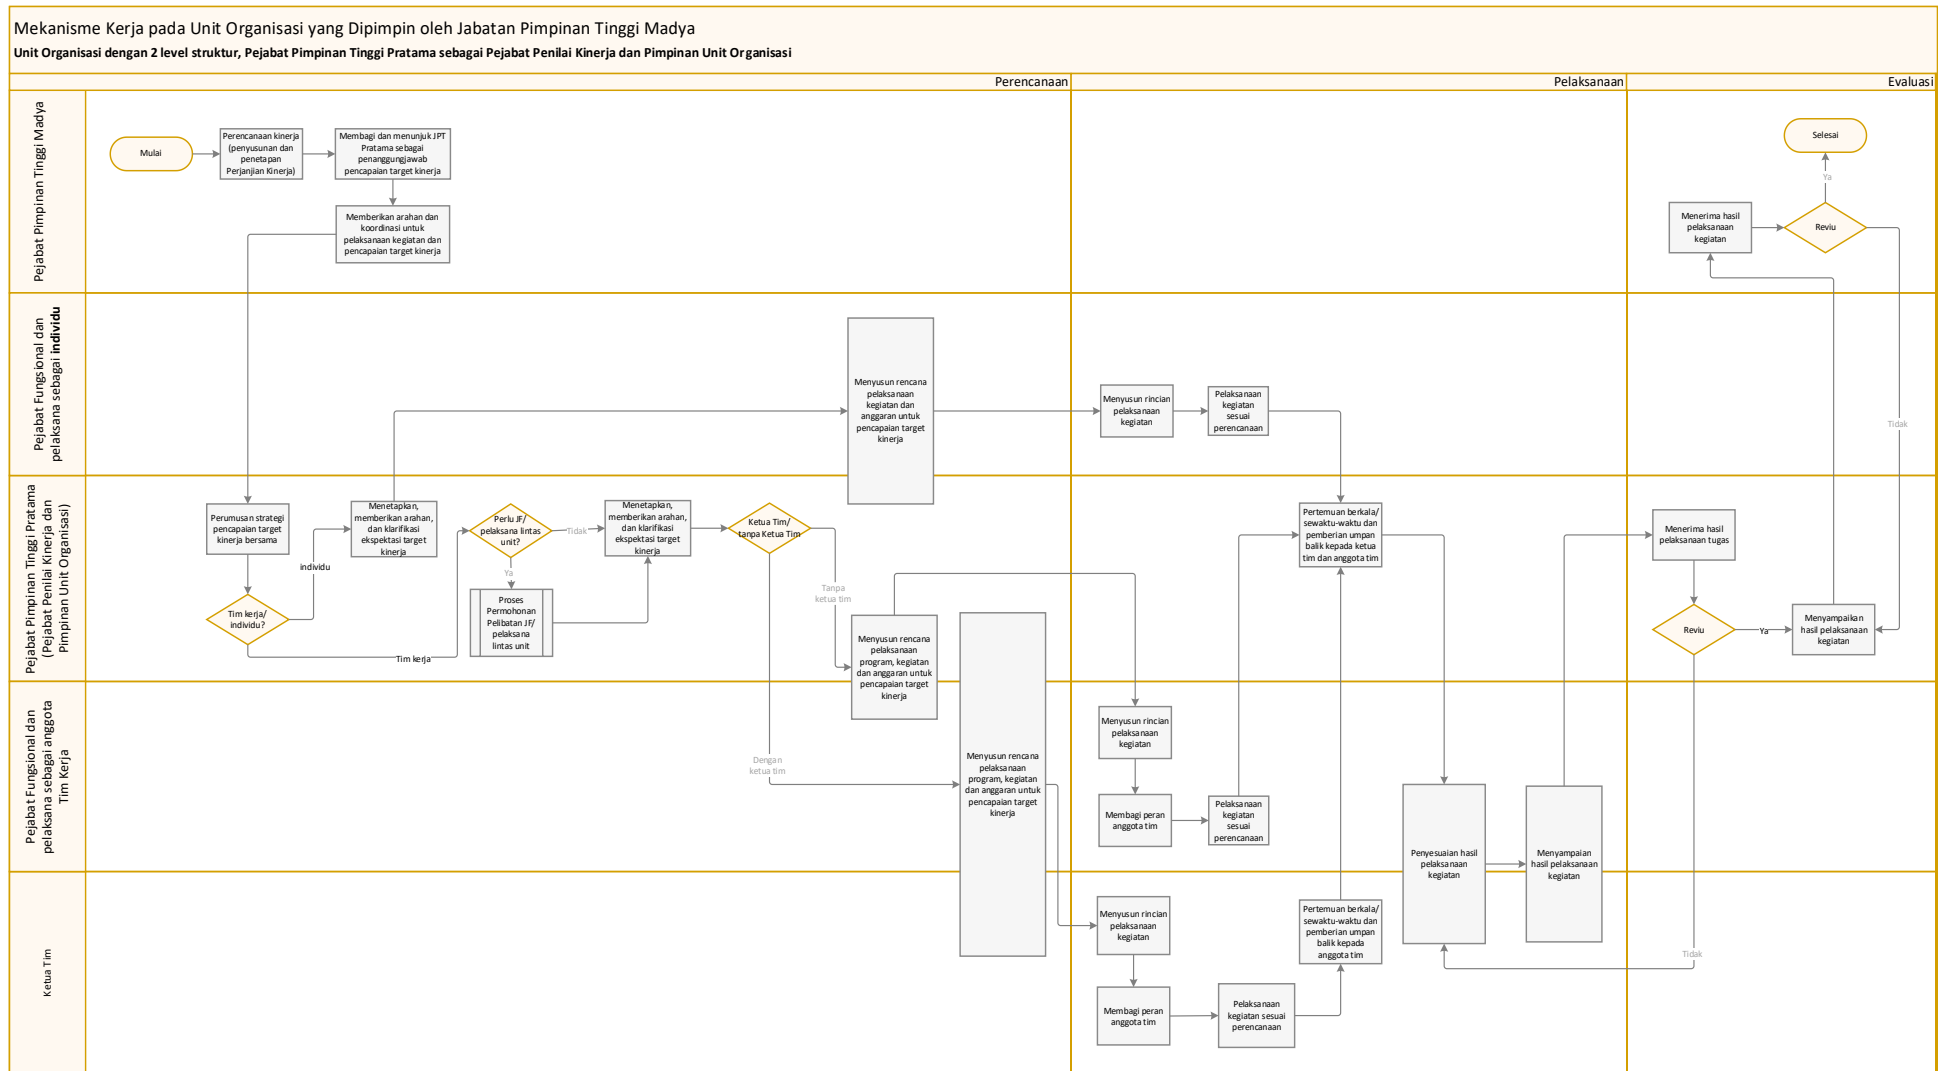 Mekanisme Kerja pada Unit Organisasi yang Dipimpin oleh Jabatan Pimpinan Tinggi Madya
Unit Organisasi dengan 2 level struktur, Pejabat Pimpinan Tinggi Pratama sebagai Pejabat Penilai Kinerja dan Pimpinan Unit Organisasi
Perencanaan
Pelaksanaan
Evaluasi
Pejabat Pimpinan Tinggi Madya
Mulai
Perencanaan kinerja
(penyusunan dan
penetapan
Perjanjian Kinerja)
Membagi dan menunjuk JPT
Pratama sebagai
penanggungjawab
pencapaian target kinerja
Memberikan arahan dan
koordinasi untuk
pelaksanaan kegiatan dan
pencapaian target kinerja
Selesai
Ya
Menerima hasil
pelaksanaan
kegiatan
Reviu
Tidak
Pejabat Fungsional dan
pelaksana sebagai individu
Menyusun rencana
pelaksanaan
kegiatan dan
anggaran untuk
pencapaian target
kinerja
Menyusun rincian
pelaksanaan
kegiatan
Pelaksanaan
kegiatan
sesuai
perencanaan
Pejabat Pimpinan Tinggi Pratama
(Pejabat Penilai Kinerja dan
Pimpinan Unit Organisasi)
Perumusan strategi
pencapaian target
kinerja bersama
Tim kerja/
individu?
individu
Tim kerja
Menetapkan,
memberikan arahan,
dan klarifikasi
ekspektasi target
kinerja
Perlu JF/
pelaksana lintas
unit?
Tidak
Ya
Proses
Permohonan
Pelibatan JF/
pelaksana
lintas unit
Menetapkan,
memberikan arahan,
dan klarifikasi
ekspektasi target
kinerja
Ketua Tim/
tanpa Ketua Tim
Tanpa
ketua tim
Dengan
ketua tim
Menyusun rencana
pelaksanaan
program, kegiatan
dan anggaran untuk
pencapaian target
kinerja
Pertemuan berkala/
sewaktu-waktu dan
pemberian umpan
balik kepada ketua
tim dan anggota tim
Menerima hasil
pelaksanaan tugas
Reviu
Ya
Menyampaikan
hasil pelaksanaan
kegiatan
Tidak
Pejabat Fungsional dan
pelaksana sebagai anggota
Tim Kerja
Menyusun rencana
pelaksanaan
program, kegiatan
dan anggaran untuk
pencapaian target
kinerja
Menyusun rincian
pelaksanaan
kegiatan
Membagi peran
anggota tim
Pelaksanaan
kegiatan
sesuai
perencanaan
Penyesuaian hasil
pelaksanaan
kegiatan
Menyampaian
hasil pelaksanaan
kegiatan
Ketua Tim
Menyusun rincian
pelaksanaan
kegiatan
Membagi peran
anggota tim
Pelaksanaan
kegiatan sesuai
perencanaan
Pertemuan berkala/
sewaktu-waktu dan
pemberian umpan
balik kepada
anggota tim